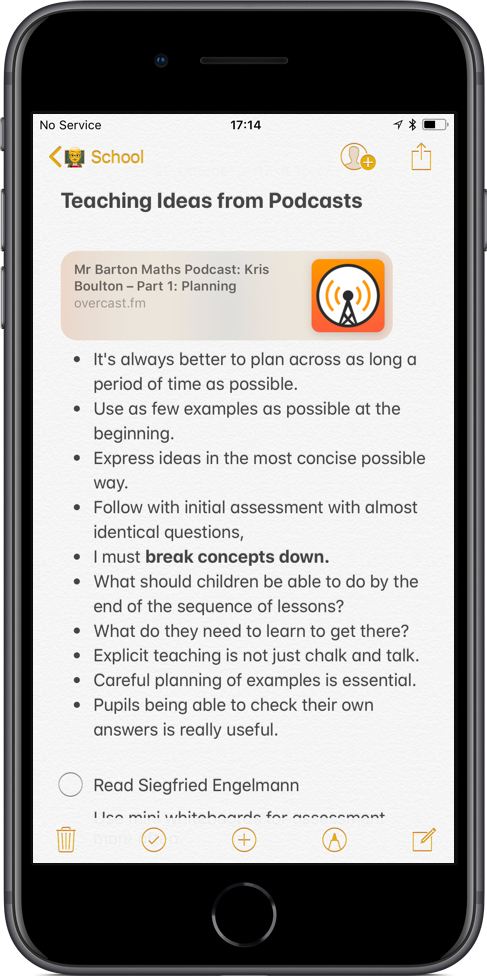 No Service 17:14
School
Teaching Ideas from Podcasts
Mr Barton Maths Podcast: Kris
Boulton – Part 1: Planning
overcast.fm
• It's always better to plan across as long a
period of time as possible.
• Use as few examples as possible at the
beginning.
• Express ideas in the most concise possible
way.
• Follow with initial assessment with almost
identical questions,
• I must break concepts down.
• What should children be able to do by the
end of the sequence of lessons?
• What do they need to learn to get there?
• Explicit teaching is not just chalk and talk.
• Careful planning of examples is essential.
• Pupils being able to check their own
answers is really useful.
Read Siegfried Engelmann
Use mini whiteboards for assessment